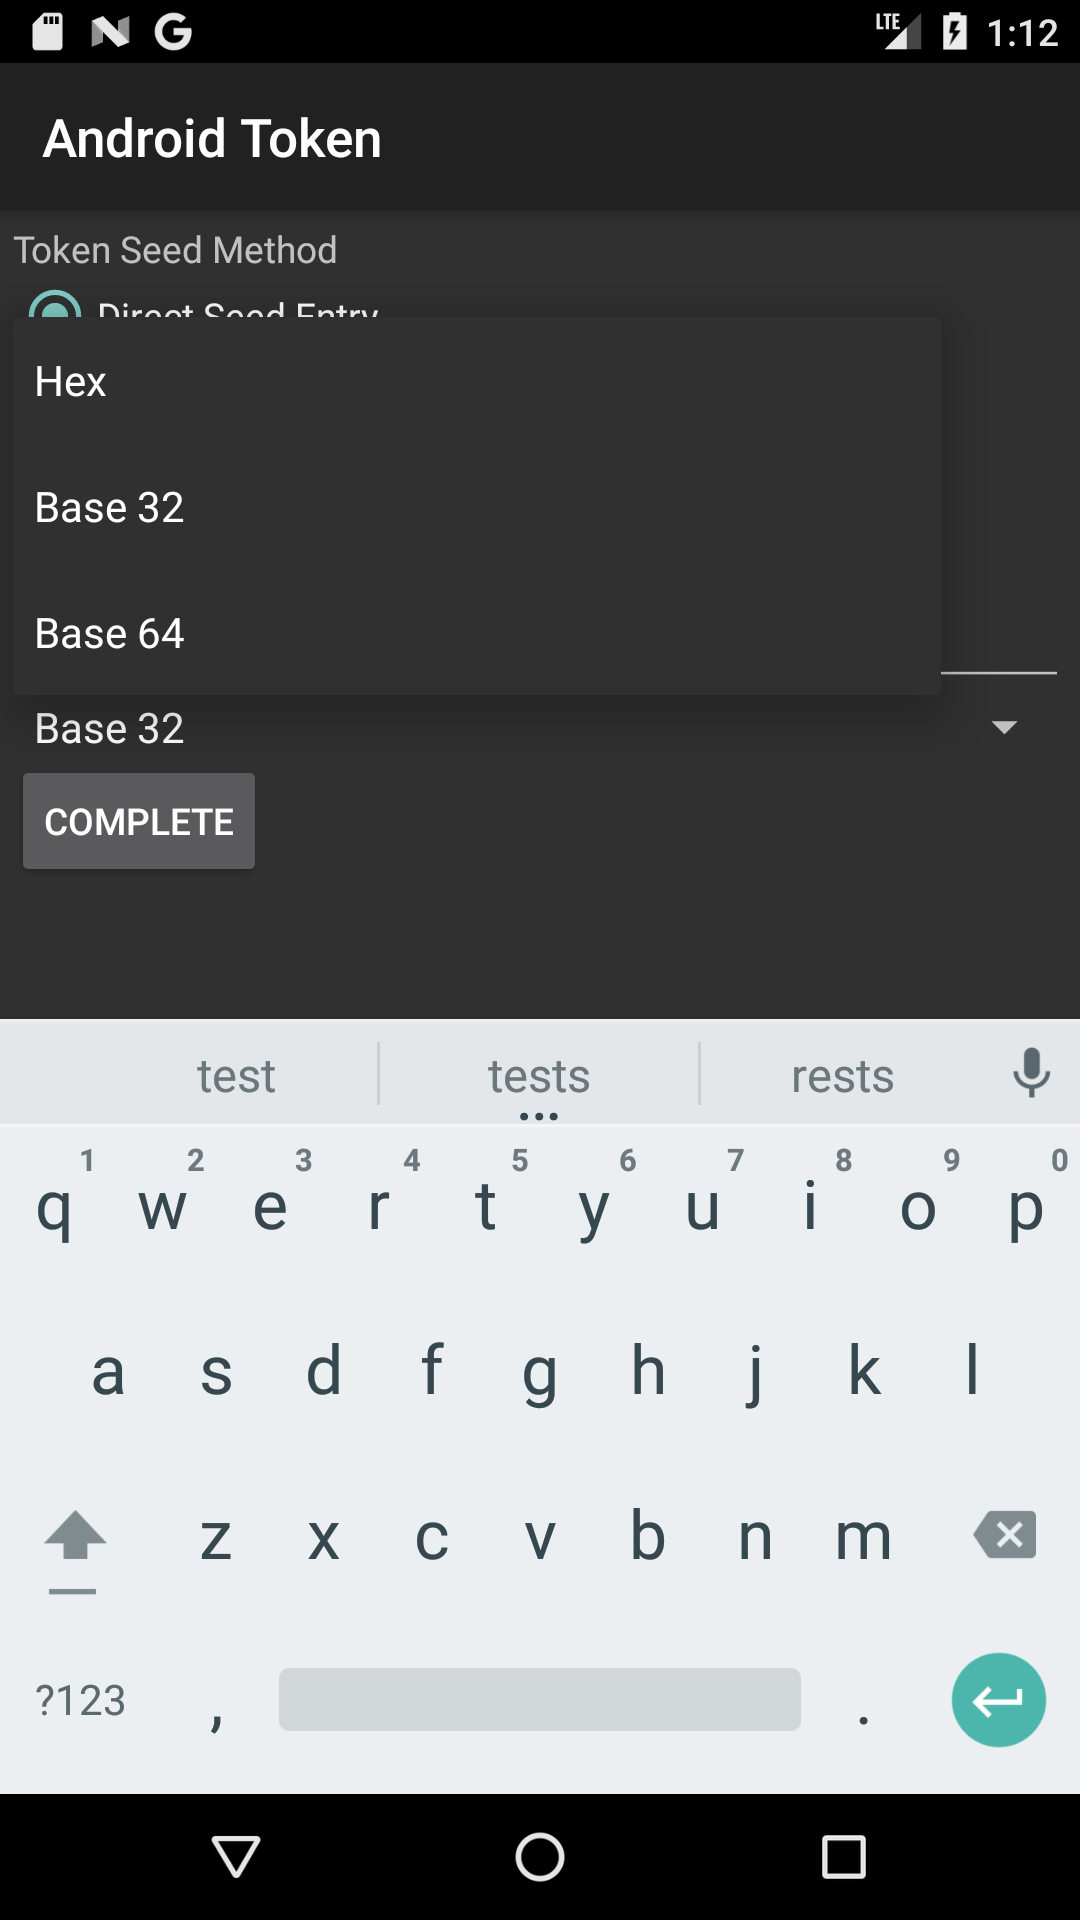 LTE 1:12
Android Token
Token Seed Method
Direct Seed Entry
Hex
Base 32
Base 64
Base 32
COMPLETE
test tests rests
1 2 3 4 5 6 7 8 9 0
q w e r t y u i o p
a s d f g h j k l
z x c v b n m
?123 , .